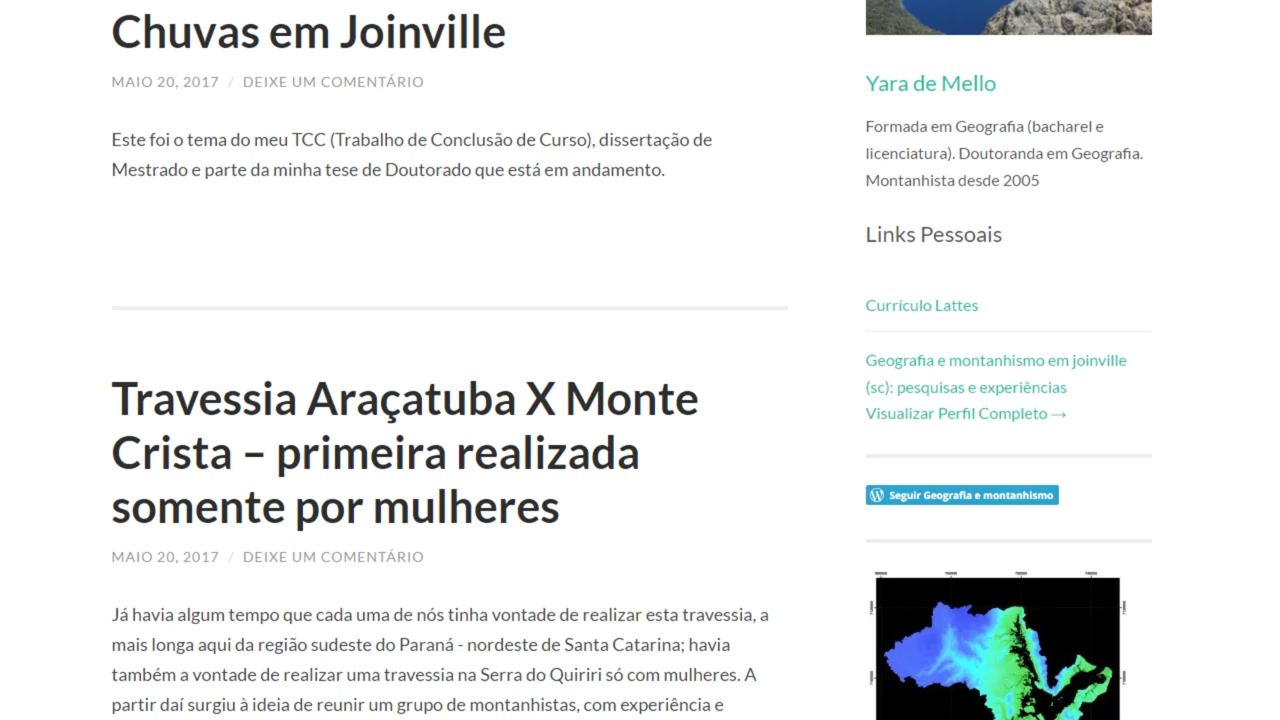 Chuvas em Joinville
MAIO 20, 2017 / DEIXE UM COMENTÁRIO
Este foi o tema do meu TCC (Trabalho de Conclusão de Curso), dissertação de
Mestrado e parte da minha tese de Doutorado que está em andamento.
Travessia Araçatuba X Monte
Crista – primeira realizada
somente por mulheres
MAIO 20, 2017 / DEIXE UM COMENTÁRIO
Já havia algum tempo que cada uma de nós tinha vontade de realizar esta travessia, a
mais longa aqui da região sudeste do Paraná - nordeste de Santa Catarina; havia
também a vontade de realizar uma travessia na Serra do Quiriri só com mulheres. A
partir daí surgiu à ideia de reunir um grupo de montanhistas, com experiência e
Yara de Mello
Formada em Geografia (bacharel e
licenciatura). Doutoranda em Geografia.
Montanhista desde 2005
Links Pessoais
Currículo Lattes
Geografia e montanhismo em joinville
(sc): pesquisas e experiências
Visualizar Perfil Completo →
Seguir Geografia e montanhismo